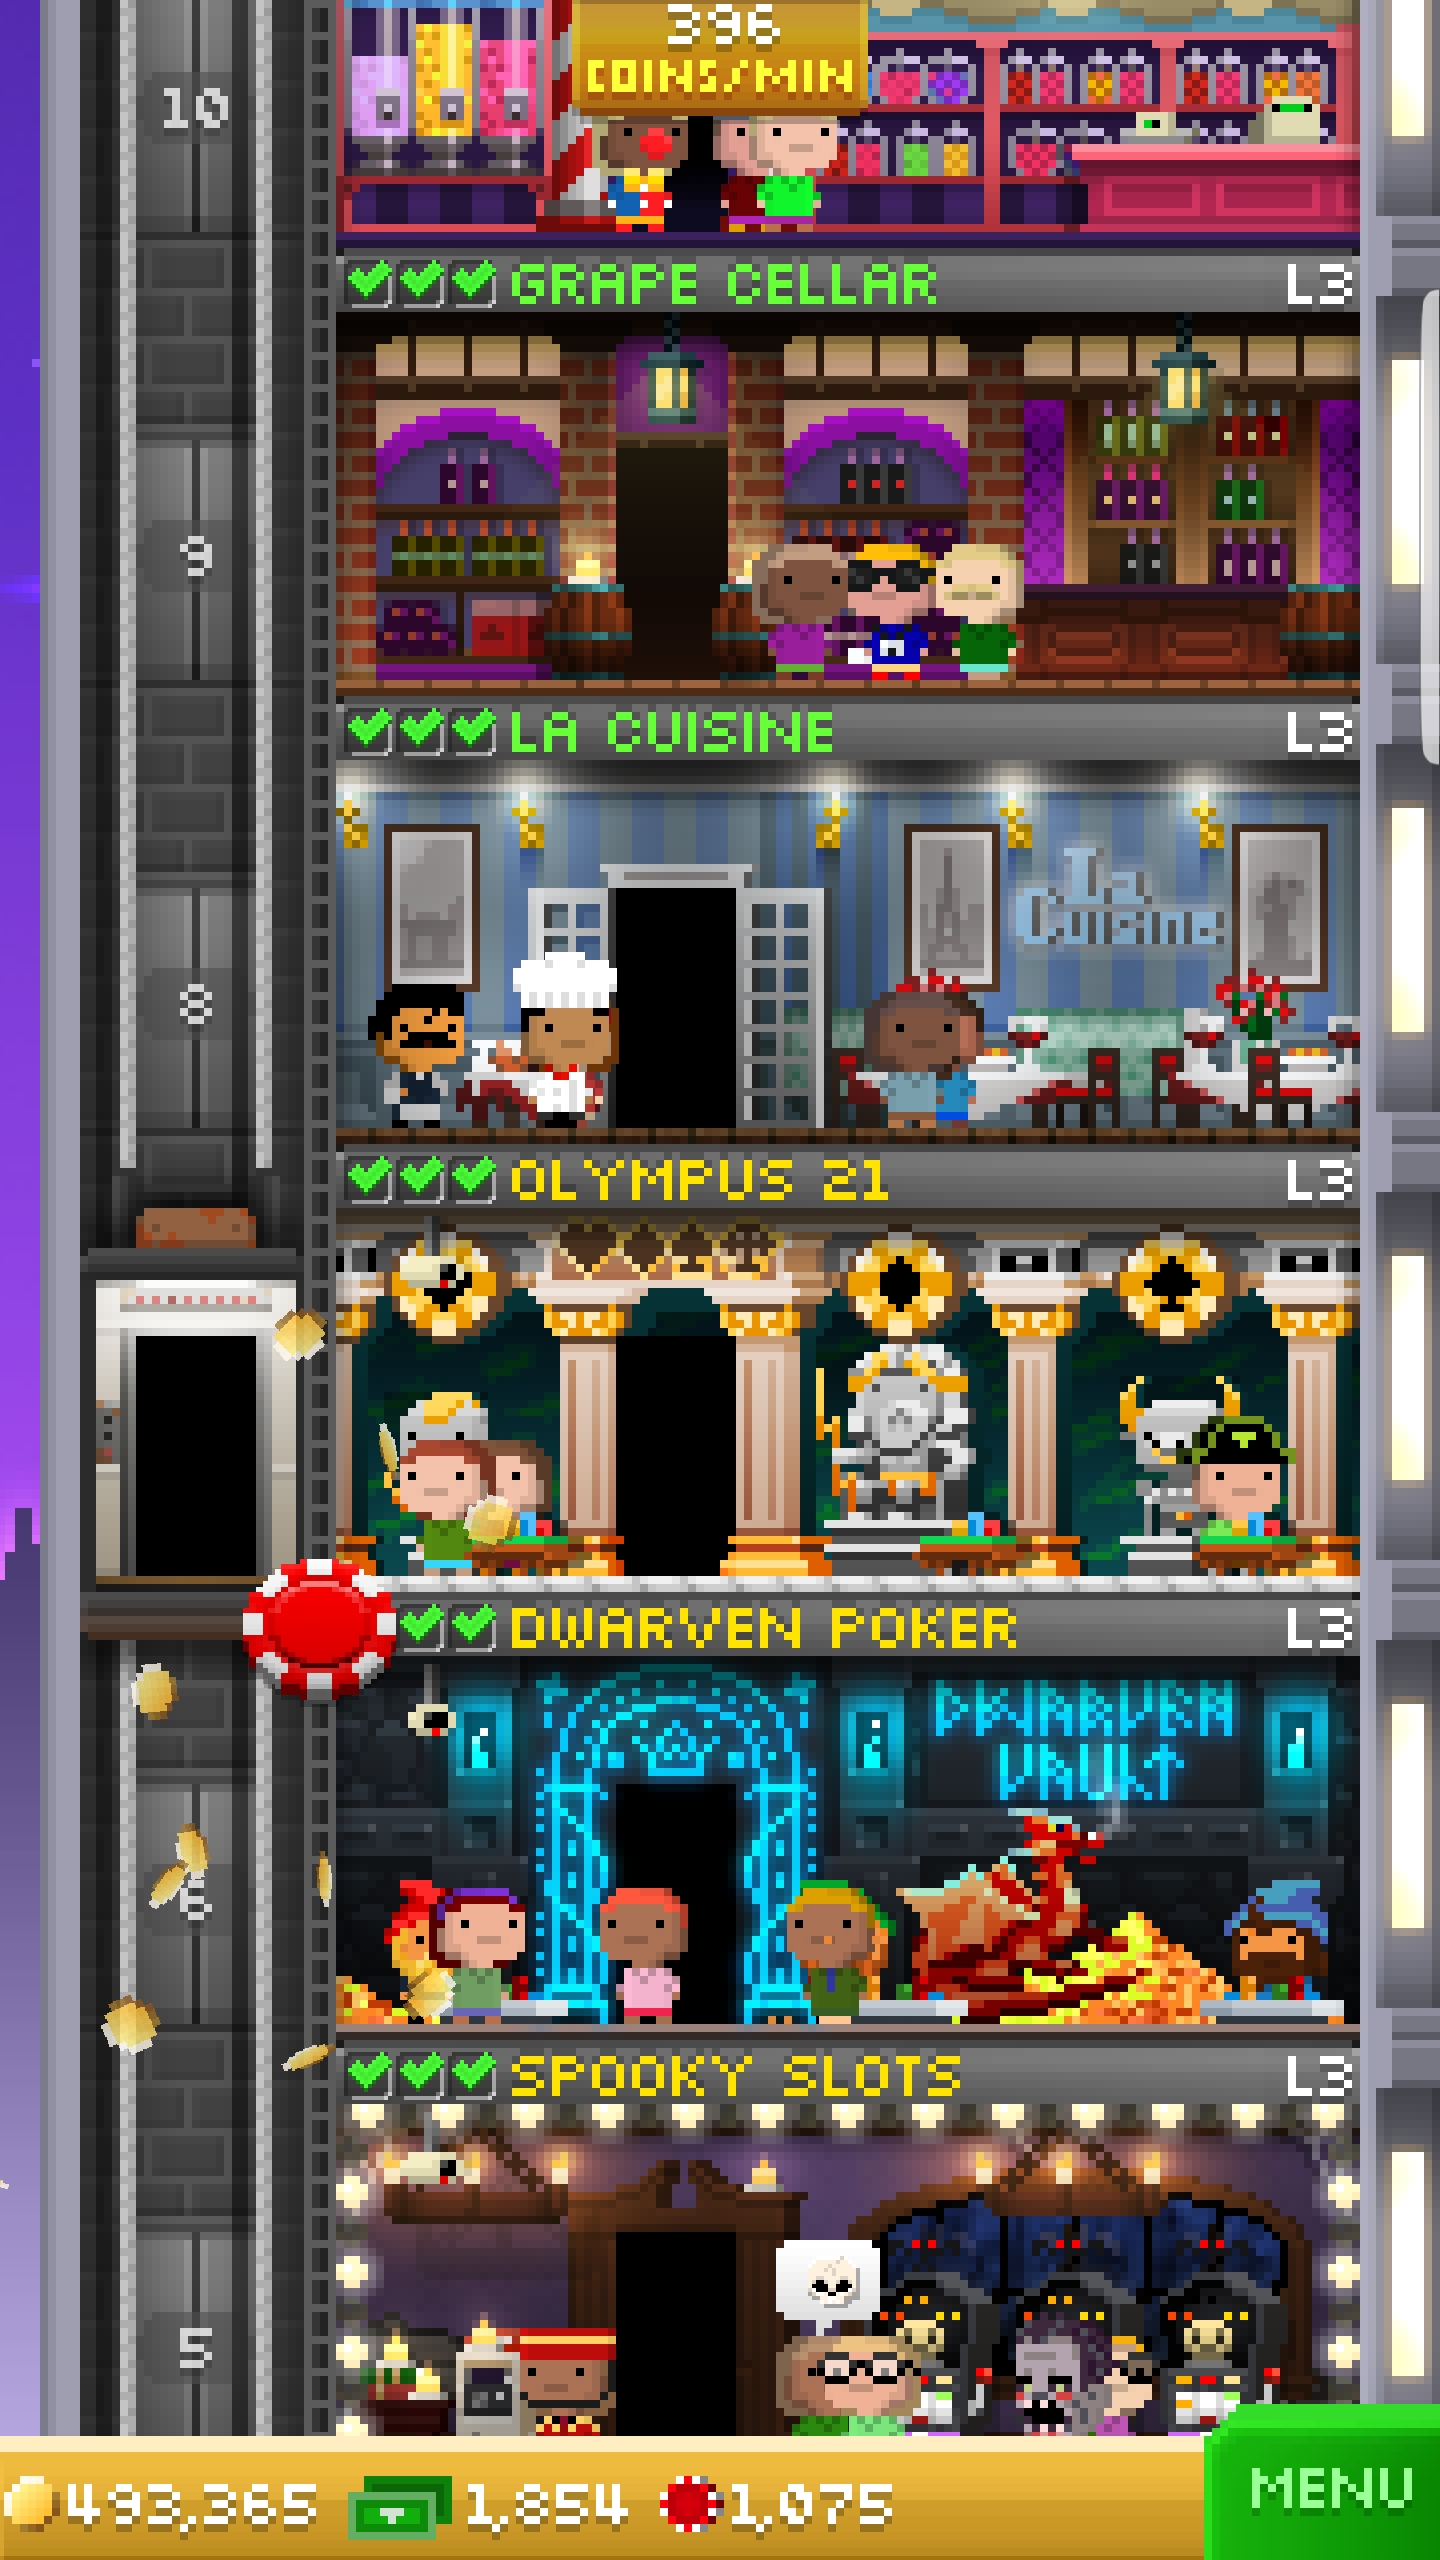 396
COINS/MIN
10
GRAPE CELLAR L3
9
LA CUISINE L3
La
Cuisine
8
OLYMPUS 21 L3
DWARVEN POKER L3
DWARVEN
VAULT
6
SPOOKY SLOTS L3
5
493,365 1,854 1,075 MENU